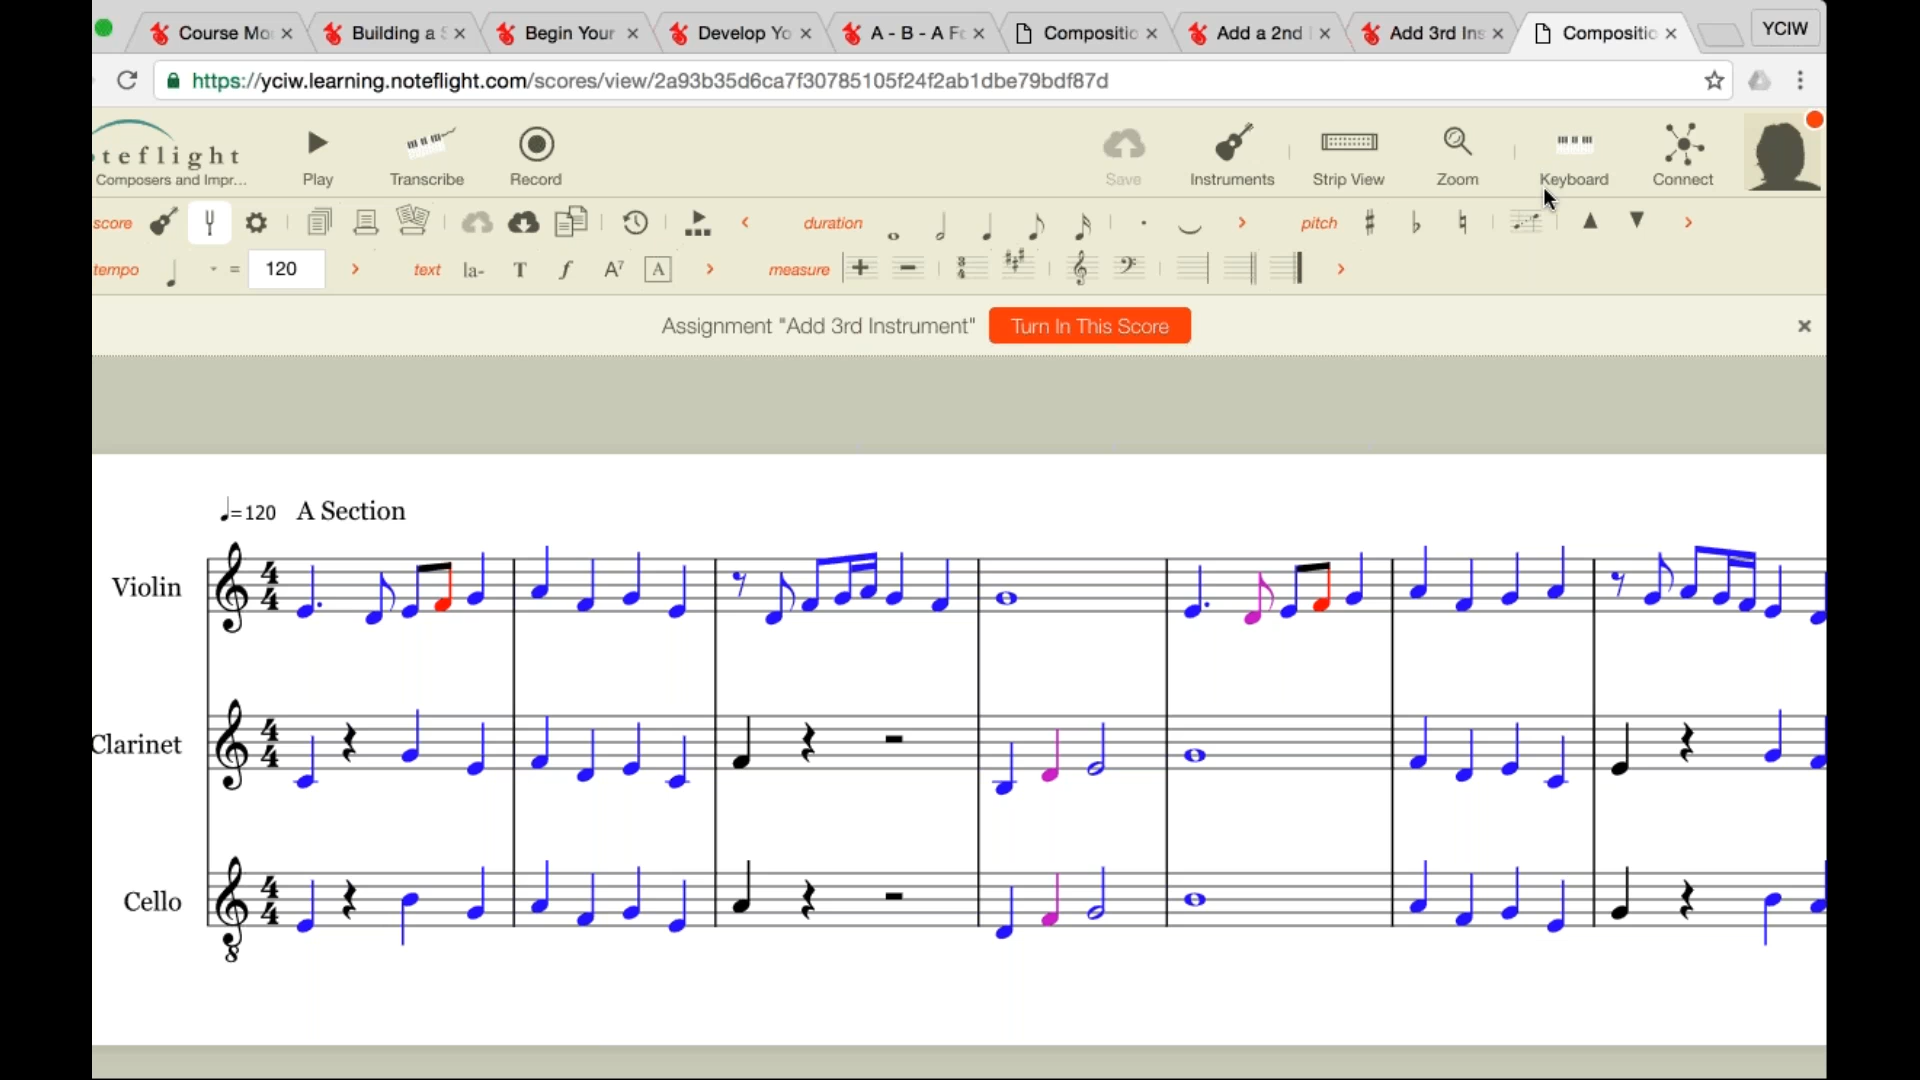 Course Mo
Building a S
Begin Your
Develop Yo
A - B - A Fo
Compositio
Add a 2nd
Add 3rd Ins
Compositio
YCIW
https://yciw.learning.noteflight.com/scores/view/2a93b35d6ca7f30785105f24f2ab1dbe79bdf87d
teflight
Composers and Impr...
Play
Transcribe
Record
Save
Instruments
Strip View
Zoom
Keyboard
Connect
score
duration
pitch
tempo
= 120
text
la-
T
f
A7
A
measure
Assignment "Add 3rd Instrument"
Turn In This Score
=120 A Section
Violin
Clarinet
Cello